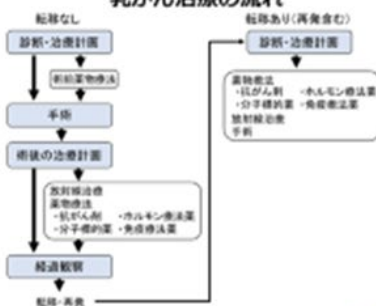 乳がん治療の流れ
転移なし
診断・治療計画
術前薬物療法
手術
術後の治療計画
放射線治療
薬物療法
・抗がん剤 ・ホルモン療法薬
・分子標的薬 ・免疫療法薬
経過観察
転移・再発
転移あり(再発含む)
診断・治療計画
薬物療法
・抗がん剤 ・ホルモン療法薬
・分子標的薬 ・免疫療法薬
放射線治療
手術